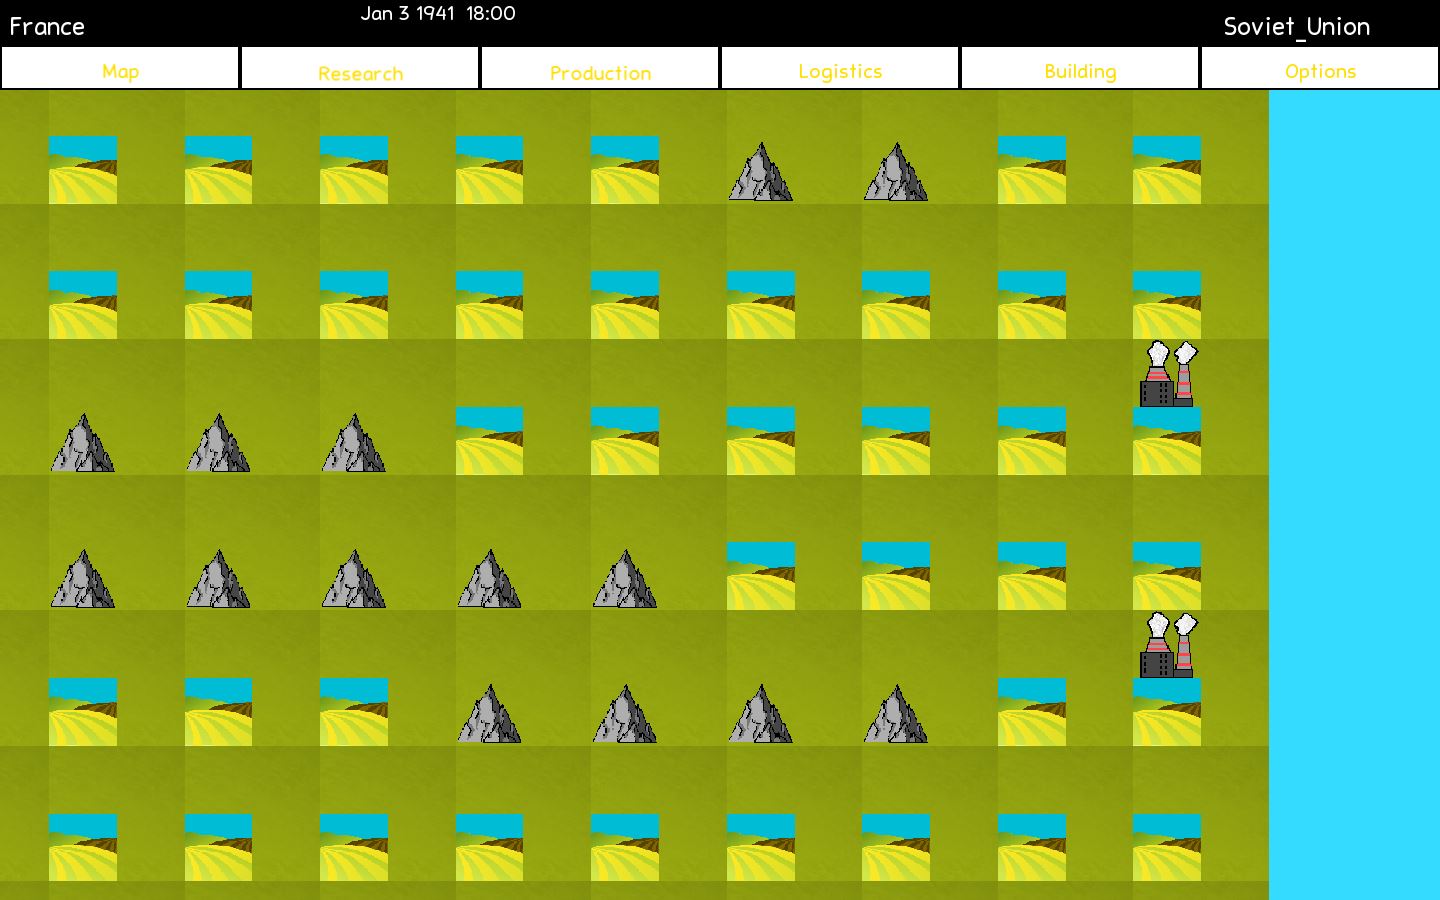 France
Jan 3 1941 18:00
Soviet_Union
Map
Research
Production
Logistics
Building
Options